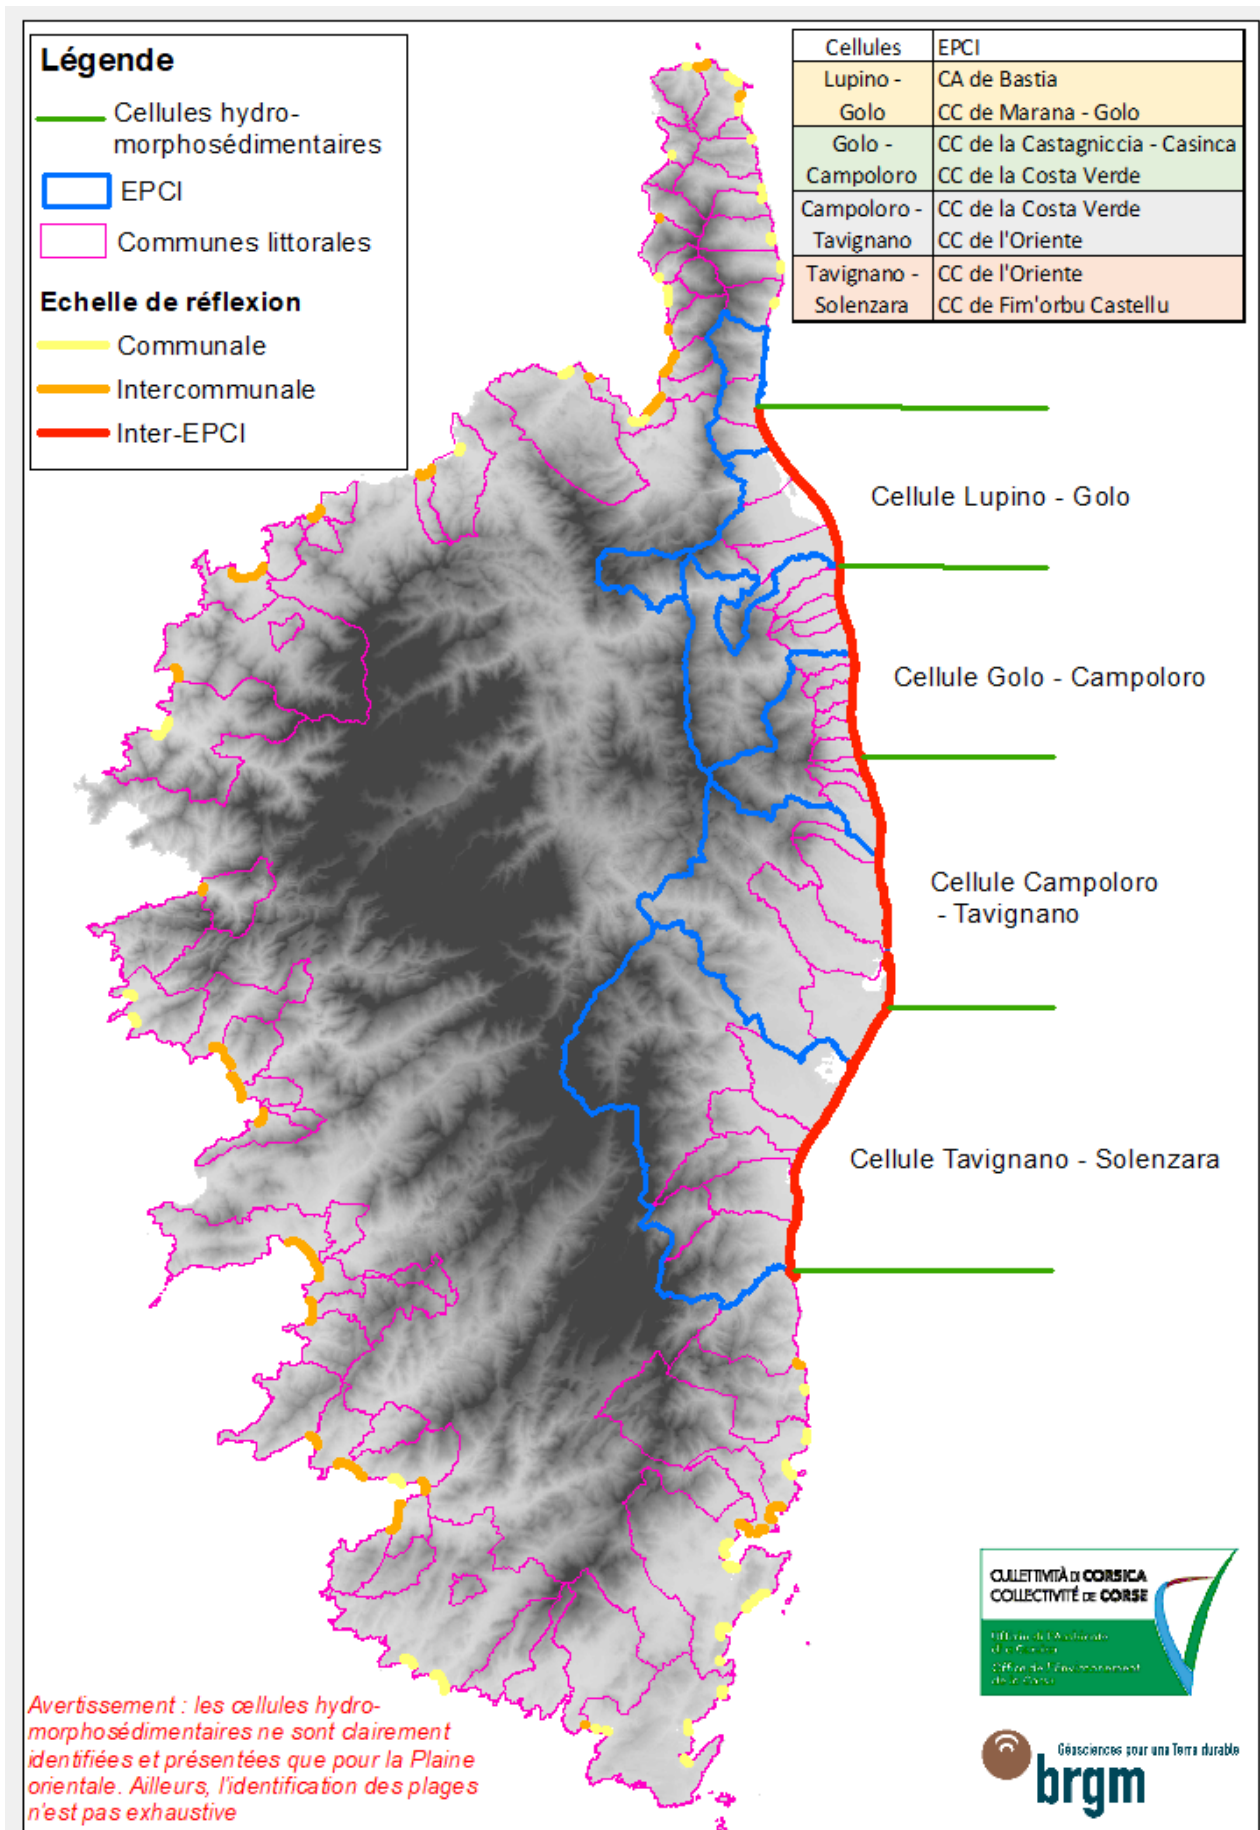 Légende
Cellules hydro-
morphosédimentaires
EPCI
Communes littorales
Echelle de réflexion
Communale
Intercommunale
Inter-EPCI
Cellules EPCI
Lupino - CA de Bastia
Golo CC de Marana - Golo
Golo - CC de la Castagniccia - Casinca
Campoloro CC de la Costa Verde
Campoloro - CC de la Costa Verde
Tavignano CC de l'Oriente
Tavignano - CC de l'Oriente
Solenzara CC de Fim'orbu Castellu
Cellule Lupino - Golo
Cellule Golo - Campoloro
Cellule Campoloro
- Tavignano
Cellule Tavignano - Solenzara
Avertissement : les cellules hydro-
morphosédimentaires ne sont clairement
identifiées et présentées que pour la Plaine
orientale. Ailleurs, l'identification des plages
n'est pas exhaustive
CULLETTIVITÀ DI CORSICA
COLLECTIVITÉ DE CORSE
Office de l'Environnement
Géosciences pour une Terre durable
brgm